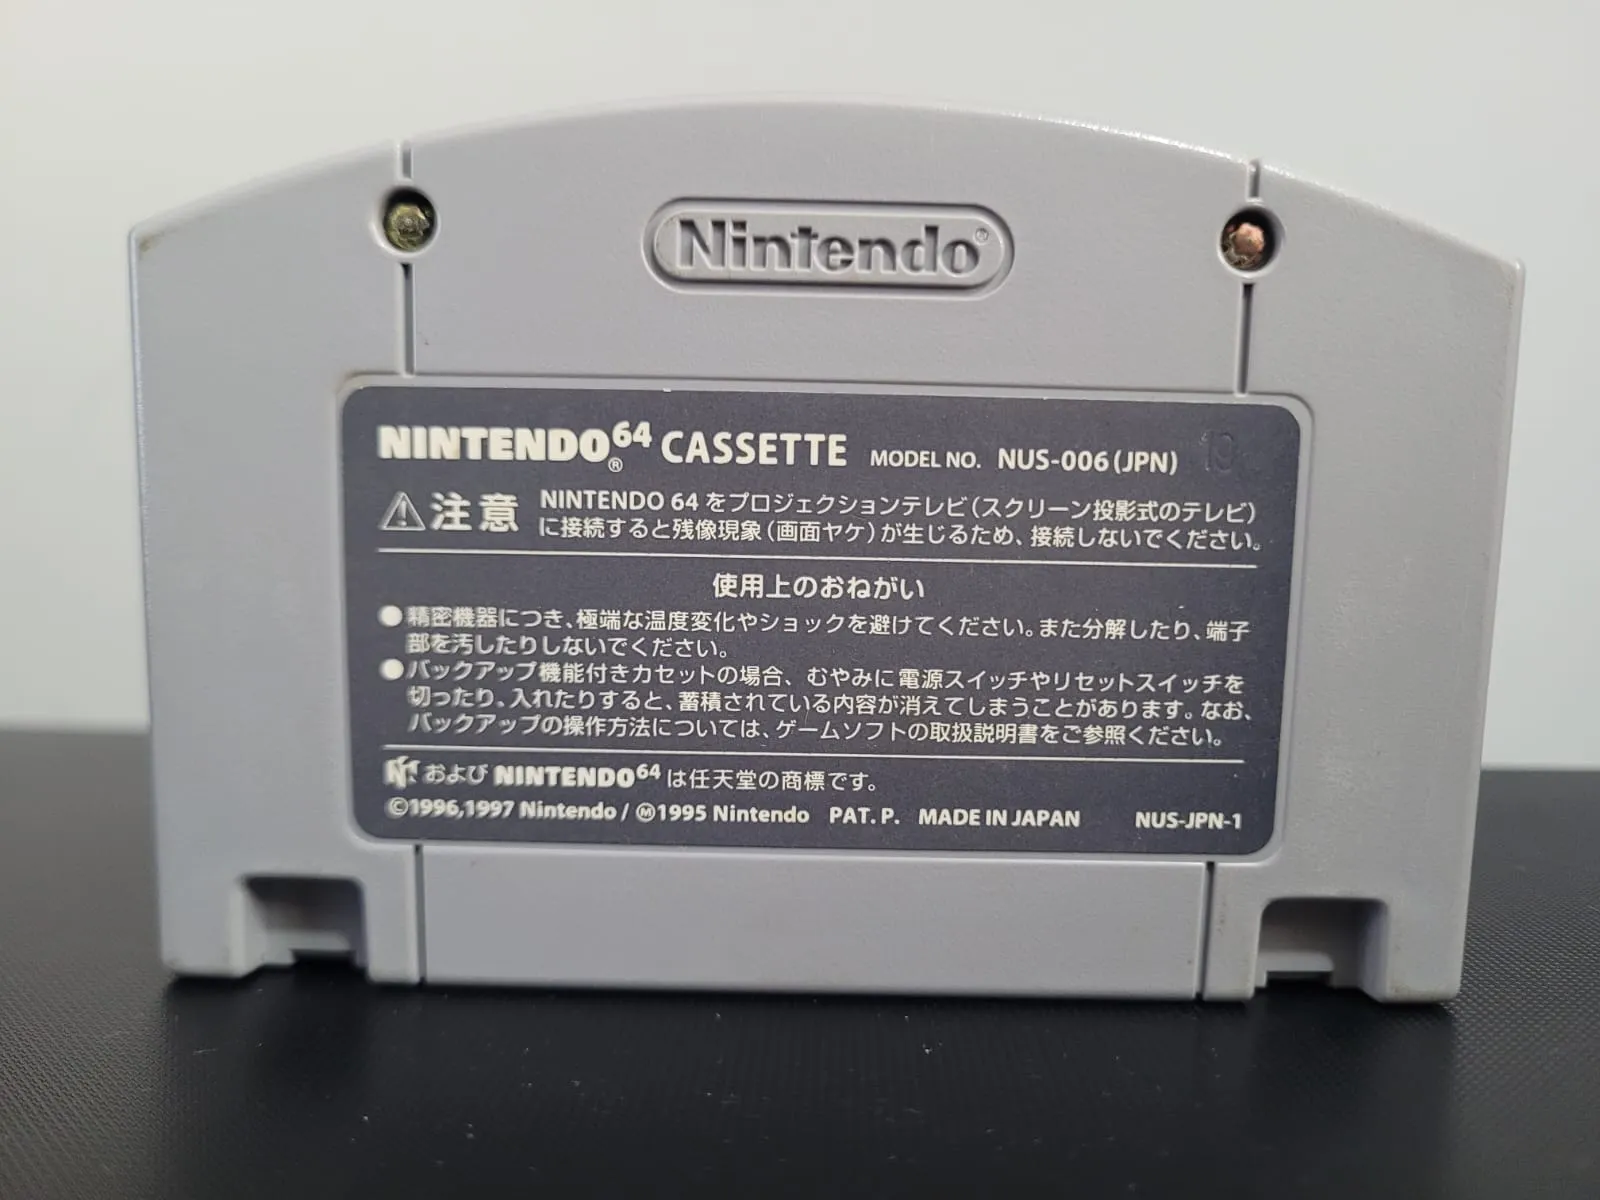 Nintendo®
NINTENDO64® CASSETTE MODEL NO. NUS-006(JPN) 19
注意 NINTENDO 64 をプロジェクションテレビ(スクリーン投影式のテレビ)
に接続すると残像現象(画面ヤケ)が生じるため、接続しないでください。
使用上のおねがい
●精密機器につき、極端な温度変化やショックを避けてください。また分解したり、端子
部を汚したりしないでください。
●バックアップ機能付きカセットの場合、むやみに電源スイッチやリセットスイッチを
切ったり、入れたりすると、蓄積されている内容が消えてしまうことがあります。なお、
バックアップの操作方法については、ゲームソフトの取扱説明書をご参照ください。
N および NINTENDO64 は任天堂の商標です。
©1996,1997 Nintendo / Ⓜ1995 Nintendo PAT. P. MADE IN JAPAN NUS-JPN-1